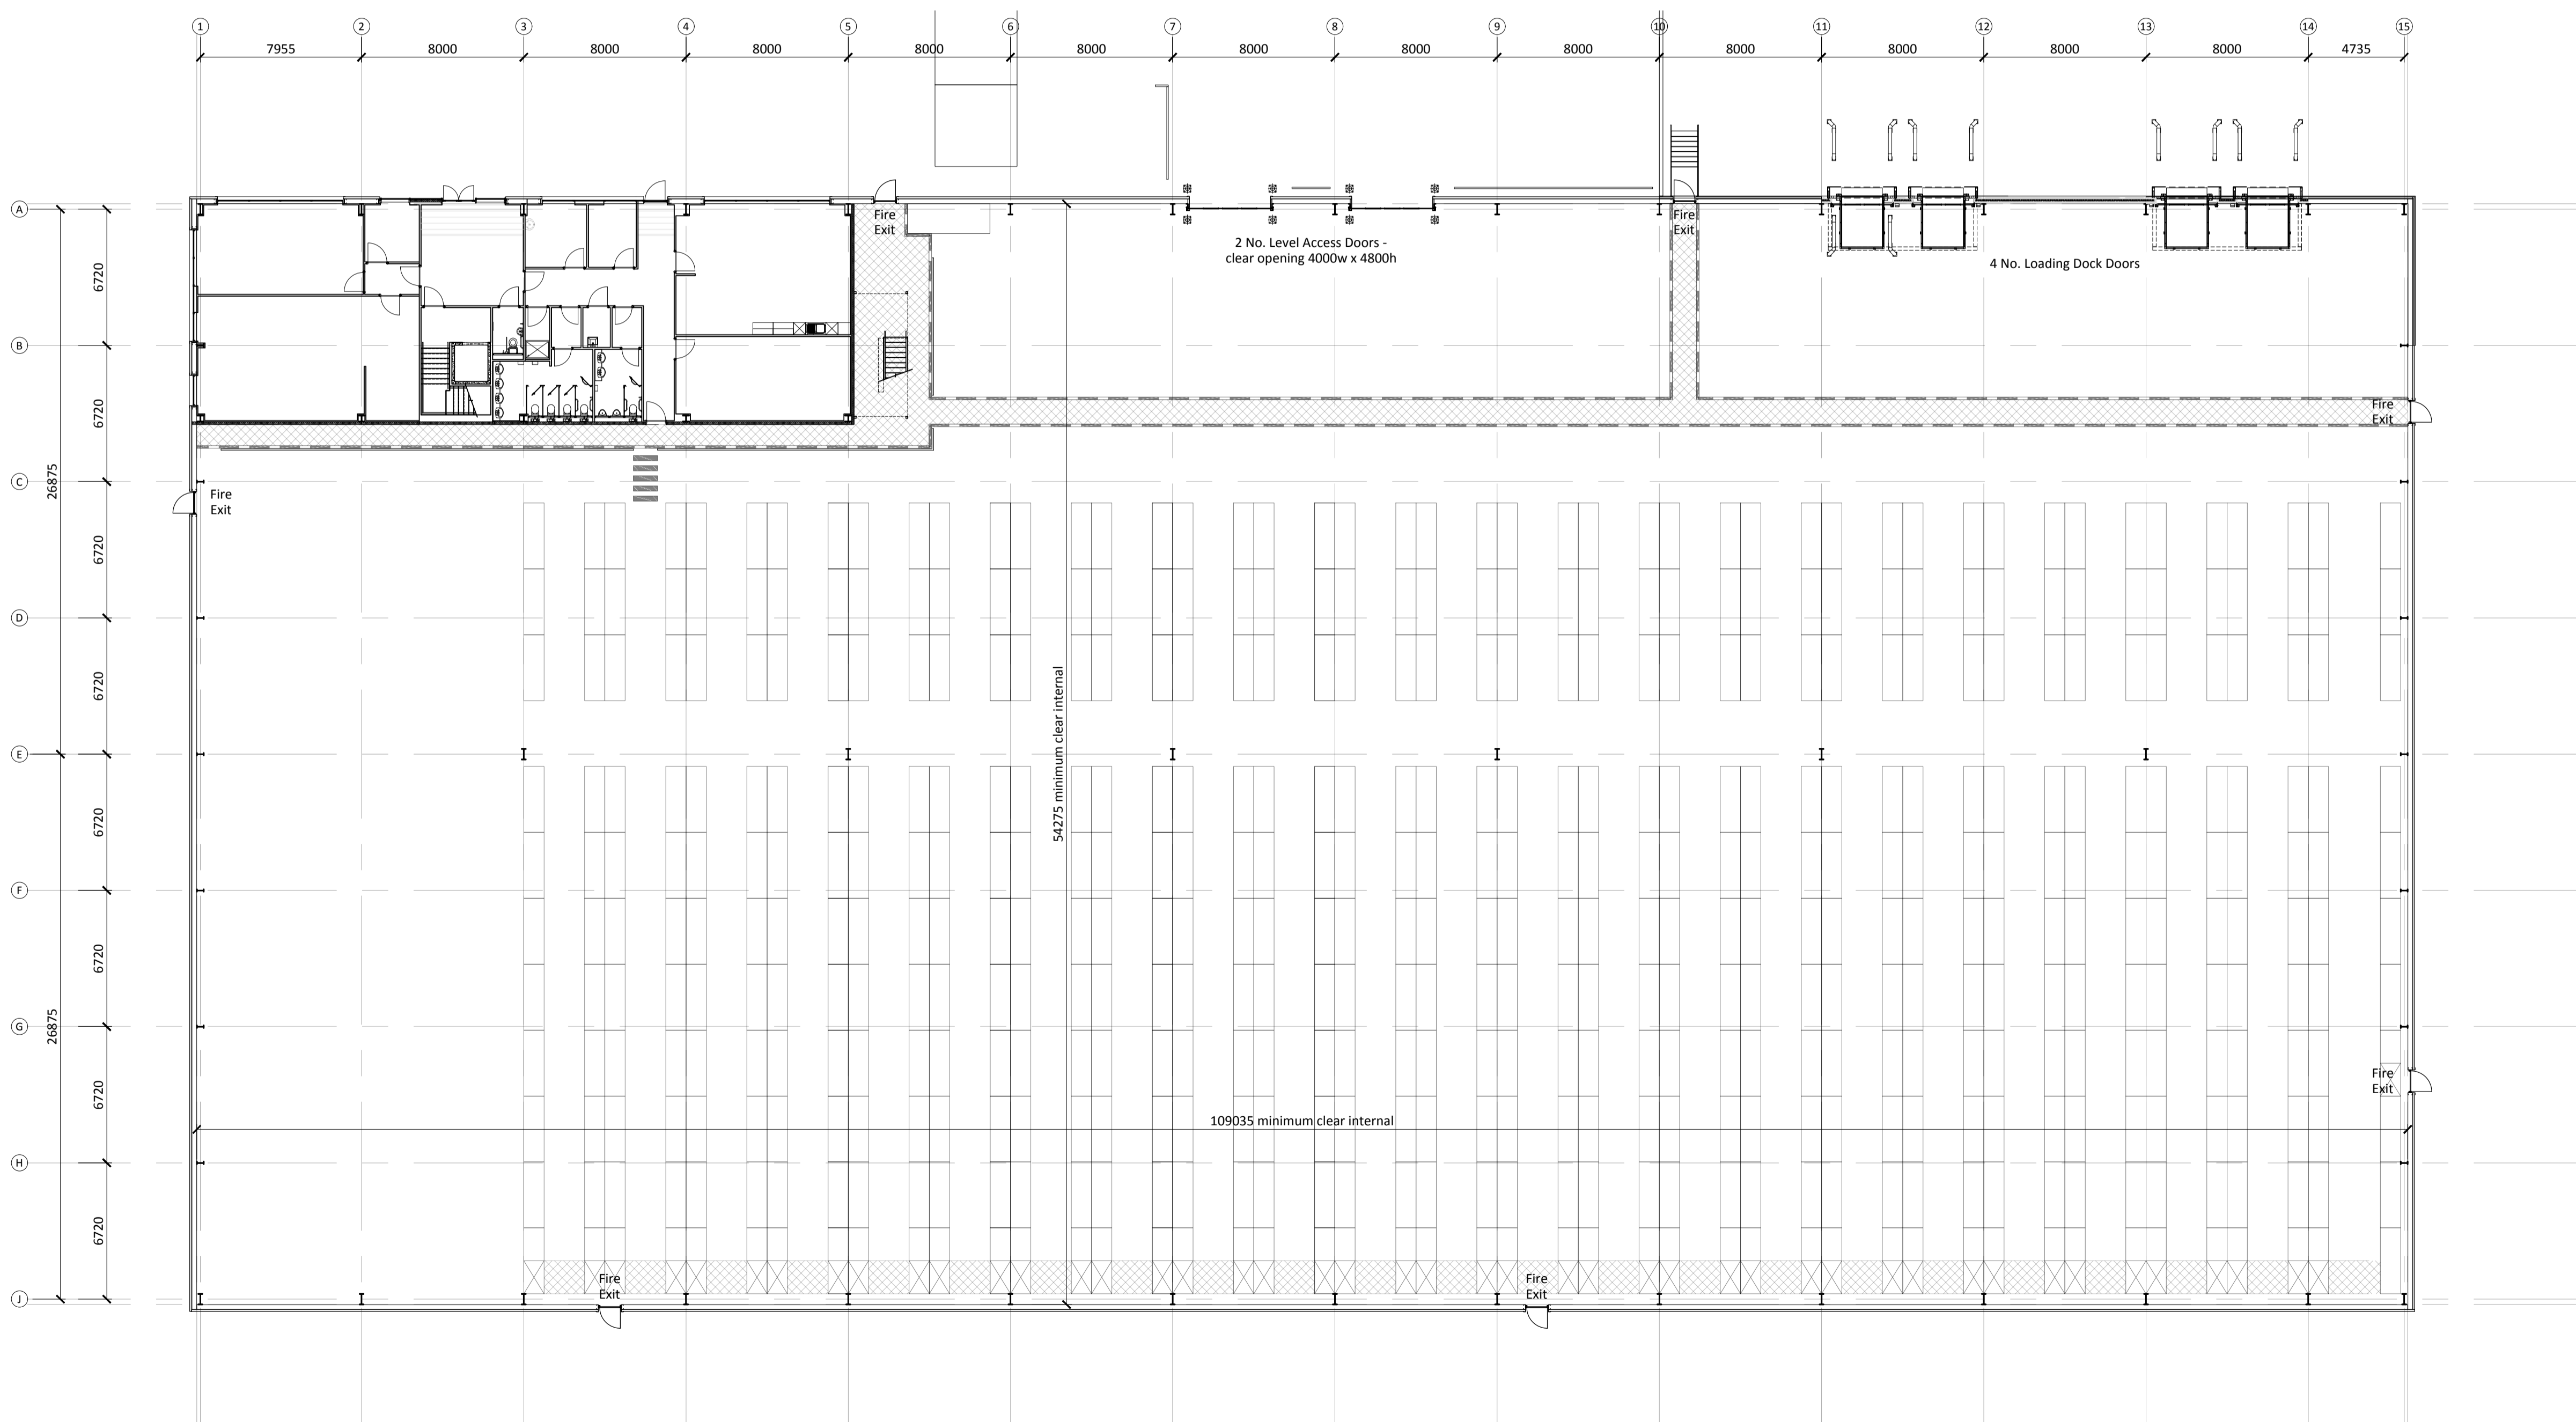 1 2 3 4 5 6 7 8 9 10 11 12 13 14 15
7955 8000 8000 8000 8000 8000 8000 8000 8000 8000 8000 8000 8000 4735
A
Fire
Exit
2 No. Level Access Doors -
clear opening 4000w x 4800h
Fire
Exit
4 No. Loading Dock Doors
6720
B
6720
Fire
Exit
26875
C
Fire
Exit
6720
D
6720
54275 minimum clear internal
E
6720
F
6720
26875
G
Fire
Exit
6720
109035 minimum clear internal
H
6720
Fire
Exit
Fire
Exit
J